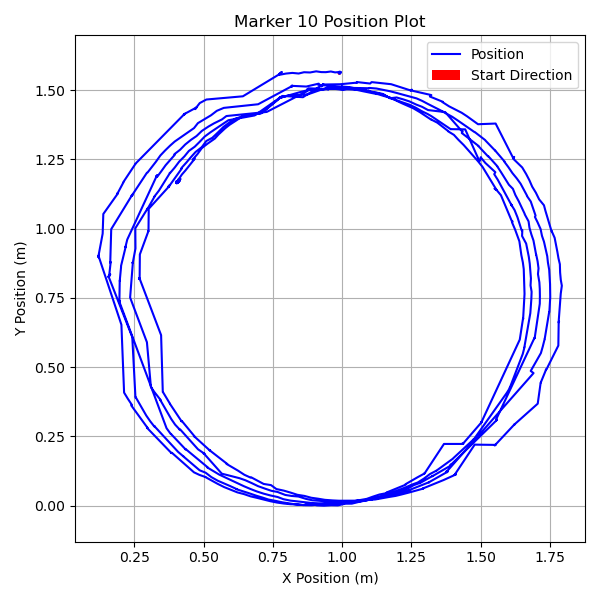 Marker 10 Position Plot
Position
Start Direction
Y Position (m)
1.50
1.25
1.00
0.75
0.50
0.25
0.00
0.25
0.50
0.75
1.00
1.25
1.50
1.75
X Position (m)